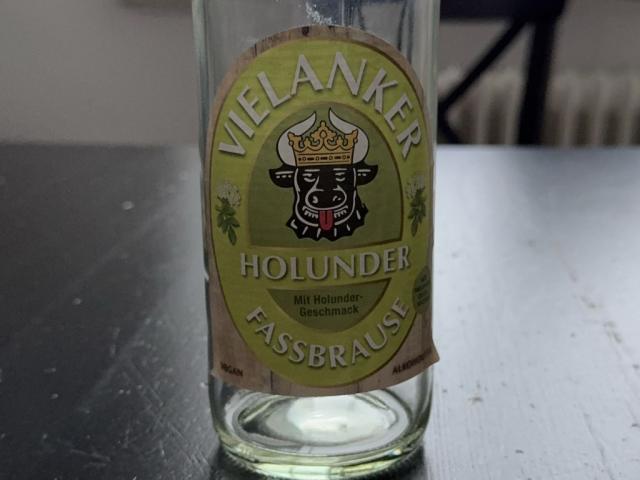 VIELANKER
HOLUNDER
Mit Holunder-
Geschmack
FASSBRAUSE
VEGAN